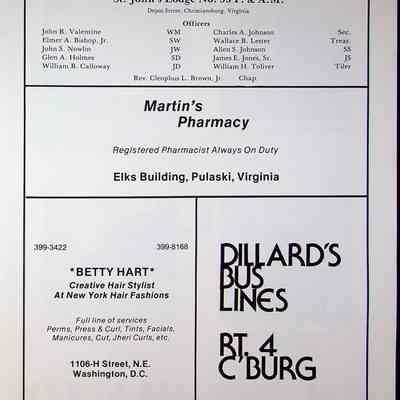 St. John's Lodge No. 35 F. & A.M.
Depot Street, Christiansburg, Virginia
Officers
John B. Valentine WM Charles A. Johnson Sec.
Elmer A. Bishop, Jr. SW Wallace B. Lester Treas.
John S. Nowlin JW Allen S. Johnson SS
Glen A. Holmes SD James E. Jones, Sr. JS
William B. Calloway JD William H. Toliver Tiler
Rev. Cleophus L. Brown, Jr. Chap.
Martin's
Pharmacy
Registered Pharmacist Always On Duty
Elks Building, Pulaski, Virginia
399-3422 399-8168
*BETTY HART*
Creative Hair Stylist
At New York Hair Fashions
Full line of services
Perms, Press & Curl, Tints, Facials,
Manicures, Cut, Jheri Curls, etc.
1106-H Street, N.E.
Washington, D.C.
DILLARD'S
BUS
LINES
RT. 4
C'BURG